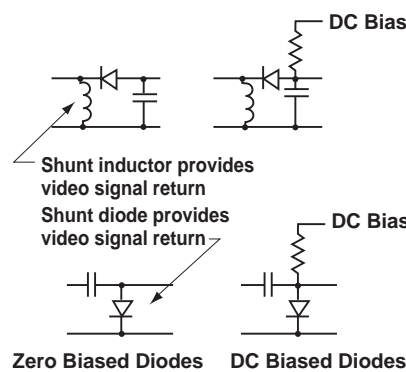 DC Bias
Shunt inductor provides
video signal return
Shunt diode provides
video signal return
DC Bias
Zero Biased Diodes
DC Biased Diodes